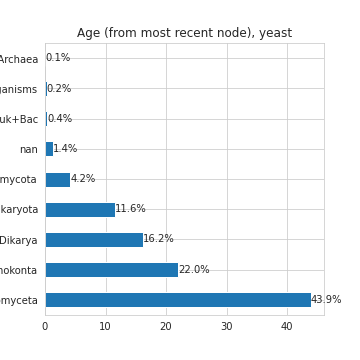 Age (from most recent node), yeast
Archaea 0.1%
ganisms 0.2%
uk+Bac 0.4%
nan 1.4%
mycota 4.2%
karyota 11.6%
Dikarya 16.2%
nokonta 22.0%
omyceta 43.9%
0 10 20 30 40